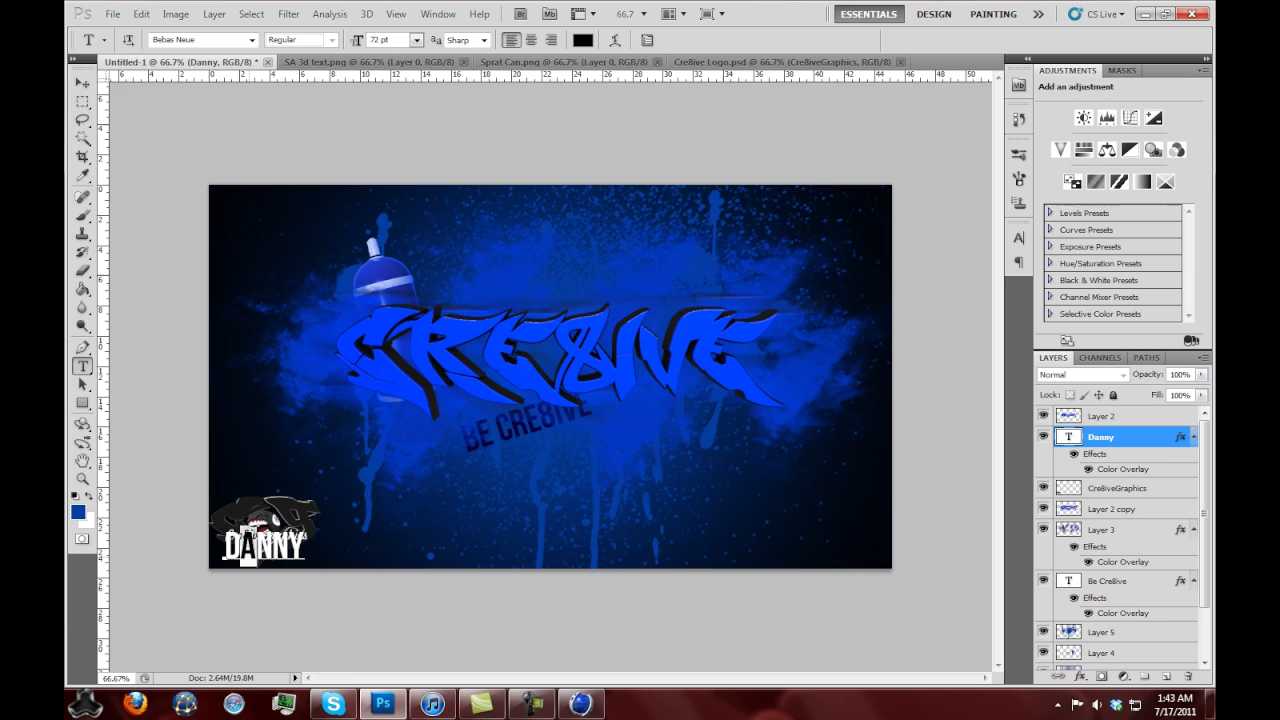 Ps File Edit Image Layer Select Filter Analysis 3D View Window Help Br Mb 66.7 ESSENTIALS DESIGN PAINTING CS Live
T Bebas Neue Regular 72 pt Sharp
Untitled-1 @ 66.7% (Danny, RGB/8) * SA 3d text.png @ 66.7% (Layer 0, RGB/8) Sprat Can.png @ 66.7% (Layer 0, RGB/8) Cre8ive Logo.psd @ 66.7% (Cre8iveGraphics, RGB/8)
ADJUSTMENTS MASKS
Add an adjustment
Levels Presets
Curves Presets
Exposure Presets
Hue/Saturation Presets
Black & White Presets
Channel Mixer Presets
Selective Color Presets
CRE8IVE
BE CRE8IVE
DANNY
LAYERS CHANNELS PATHS
Normal Opacity: 100%
Lock: Fill: 100%
Layer 2
T Danny fx
Effects
Color Overlay
Cre8iveGraphics
Layer 2 copy
Layer 3 fx
Effects
Color Overlay
T Be Cre8ive fx
Effects
Color Overlay
Layer 5
Layer 4
66.67% Doc: 2.64M/19.8M
1:43 AM
7/17/2011